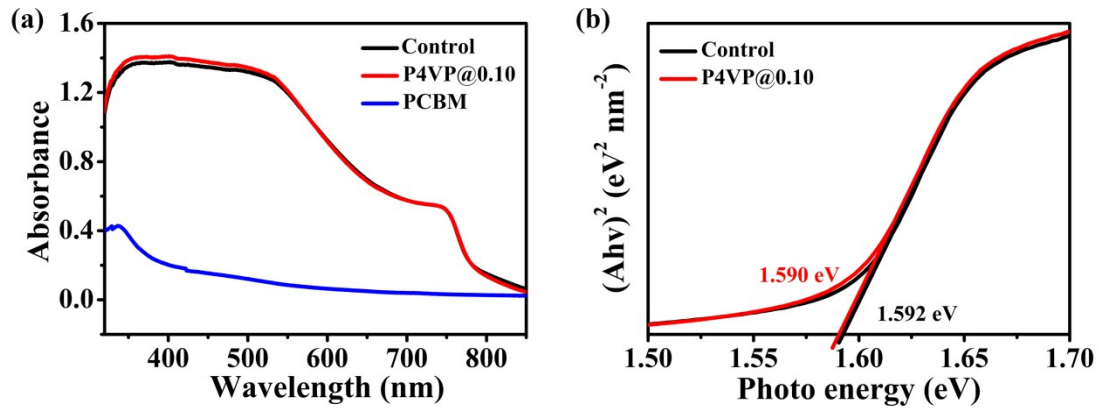 (a)
Absorbance
1.6
1.2
0.8
0.4
0.0
Control
P4VP@0.10
PCBM
400 500 600 700 800
Wavelength (nm)
(b)
(Ahv)² (eV² nm⁻²)
Control
P4VP@0.10
1.590 eV
1.592 eV
1.50 1.55 1.60 1.65 1.70
Photo energy (eV)